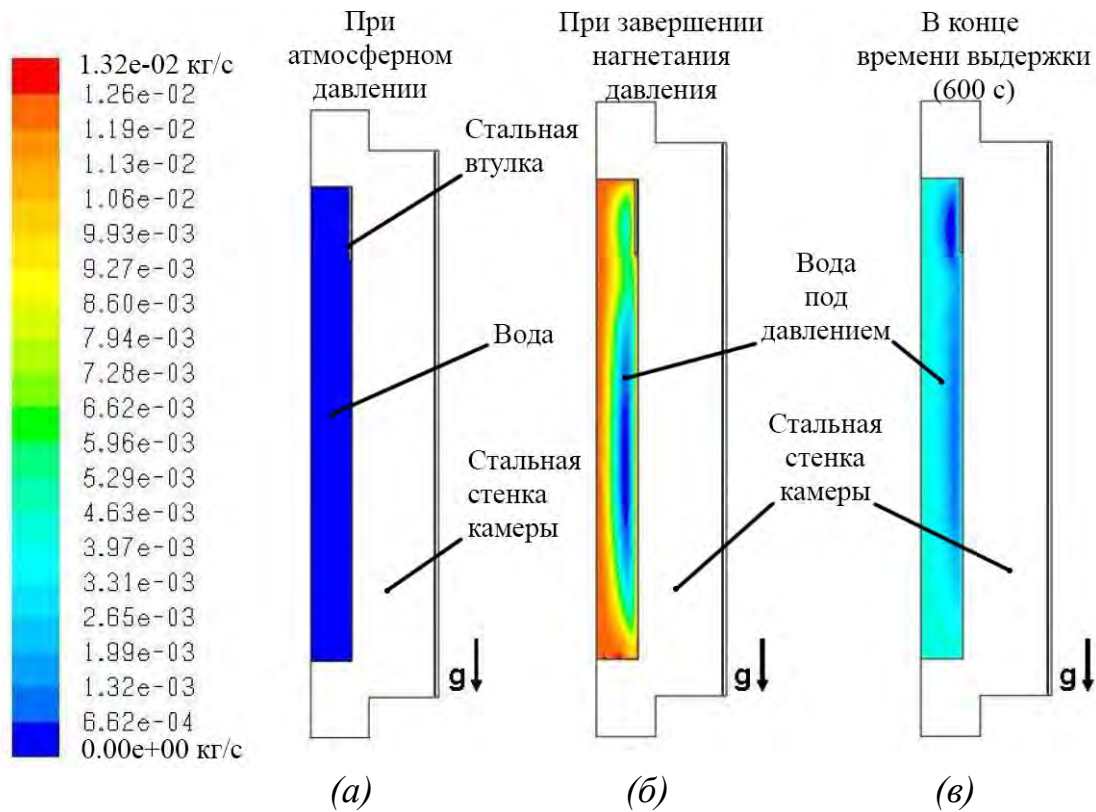 При
атмосферном
давлении
При завершении
нагнетания
давления
В конце
времени выдержки
(600 с)
1.32e-02 кг/с
1.26e-02
1.19e-02
1.13e-02
1.06e-02
9.93e-03
9.27e-03
8.60e-03
7.94e-03
7.28e-03
6.62e-03
5.96e-03
5.29e-03
4.63e-03
3.97e-03
3.31e-03
2.65e-03
1.99e-03
1.32e-03
6.62e-04
0.00e+00 кг/с
Стальная
втулка
Вода
Стальная
стенка
камеры
Вода
под
давлением
Стальная
стенка
камеры
g
g
g
(а)
(б)
(в)